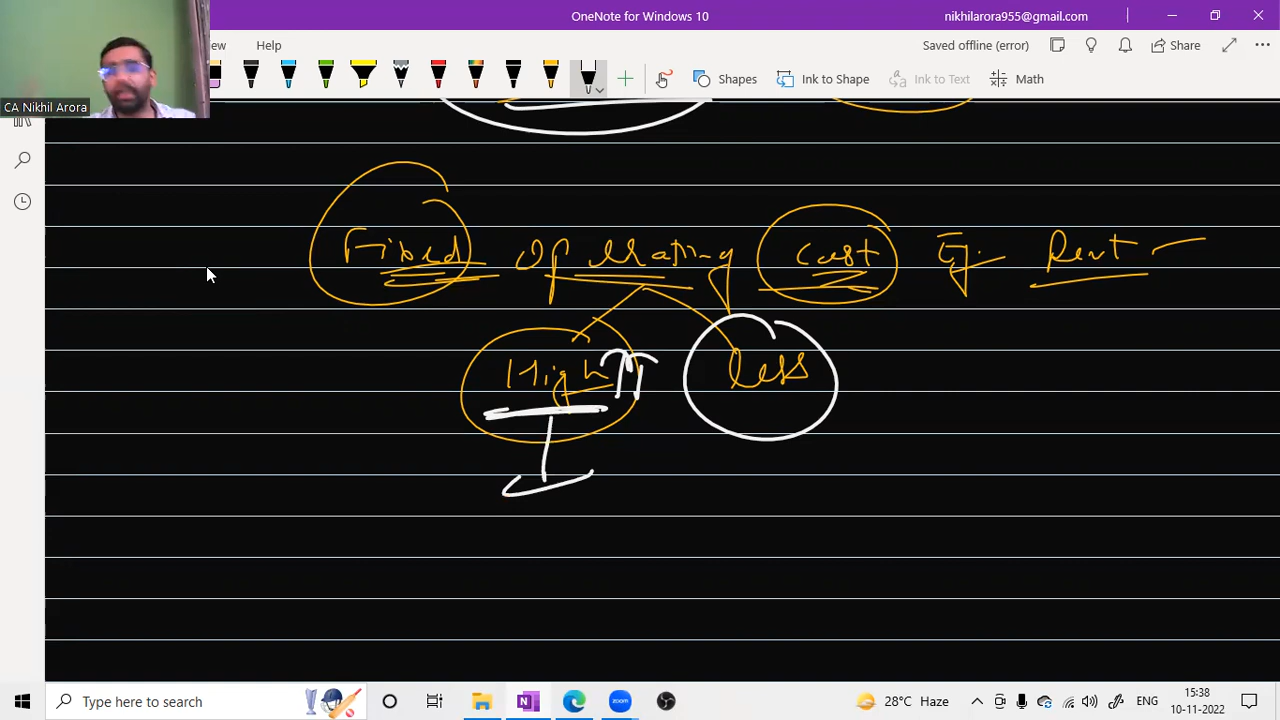 OneNote for Windows 10 nikhilarora955@gmail.com
ew Help Saved offline (error) Share
Shapes Ink to Shape Ink to Text Math
CA Nikhil Arora
Fixed Operating Cost Eg. Rent
High ↑↑ less
Type here to search 28°C Haze ENG 15:38
10-11-2022